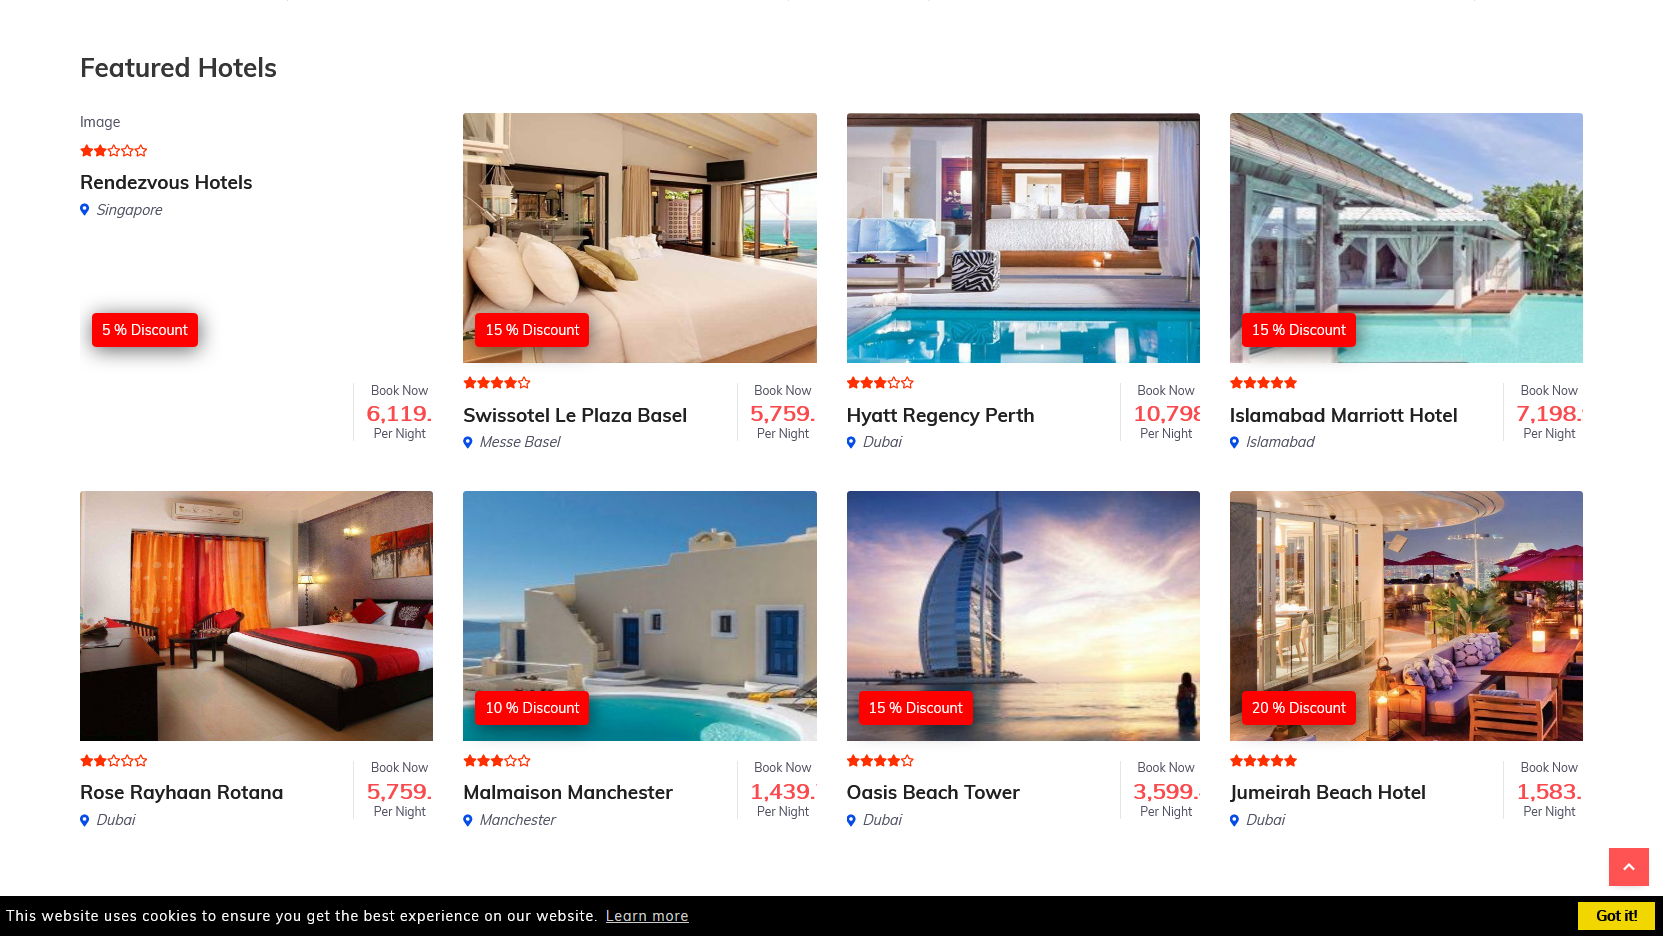 Featured Hotels
Image
Rendezvous Hotels
Singapore
5 % Discount
Book Now
6,119.
Per Night
15 % Discount
Swissotel Le Plaza Basel
Messe Basel
Book Now
5,759.
Per Night
Hyatt Regency Perth
Dubai
Book Now
10,798
Per Night
15 % Discount
Islamabad Marriott Hotel
Islamabad
Book Now
7,198.
Per Night
Rose Rayhaan Rotana
Dubai
Book Now
5,759.
Per Night
10 % Discount
Malmaison Manchester
Manchester
Book Now
1,439.
Per Night
15 % Discount
Oasis Beach Tower
Dubai
Book Now
3,599.
Per Night
20 % Discount
Jumeirah Beach Hotel
Dubai
Book Now
1,583.
Per Night
This website uses cookies to ensure you get the best experience on our website. Learn more
Got it!